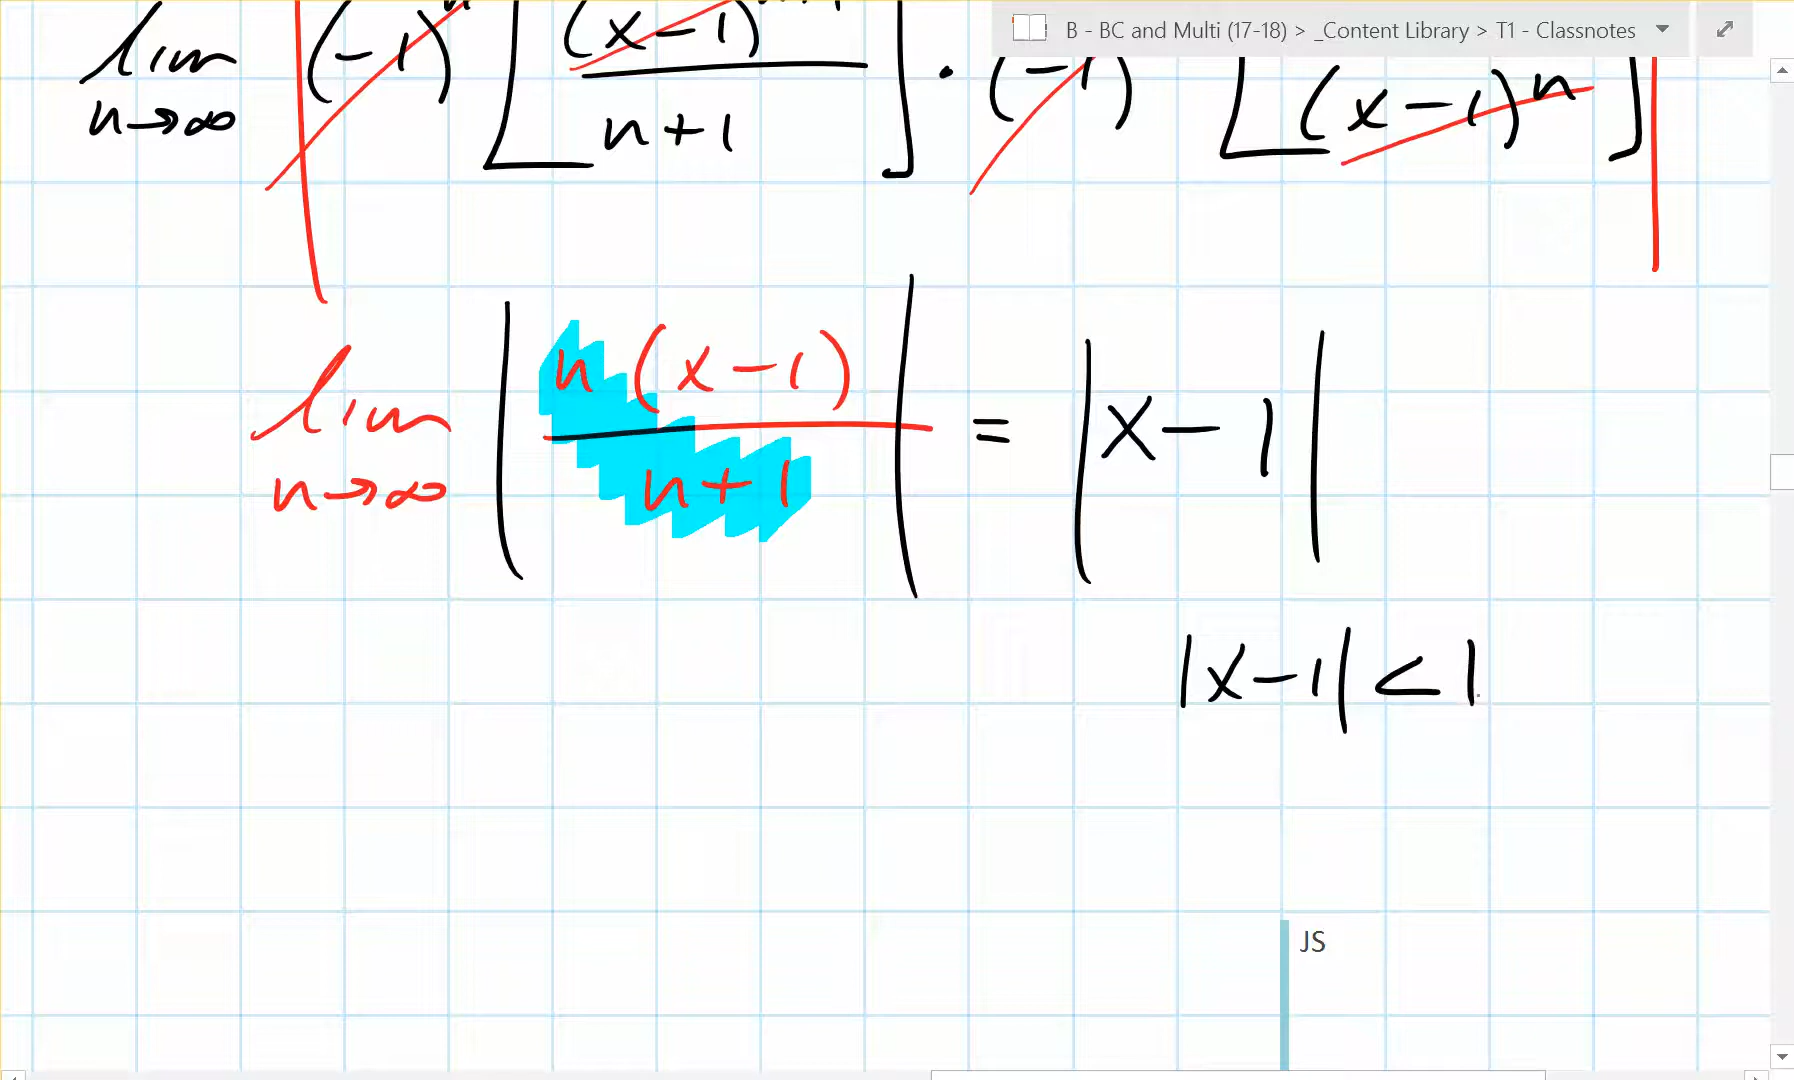 B - BC and Multi (17-18) > _Content Library > T1 - Classnotes
lim n→∞ | (-1)^n [ (x-1) / n+1 ] · (-1) [ (x-1)^n ] |
lim n→∞ | n(x-1) / n+1 | = | x-1 |
|x-1| < 1
JS